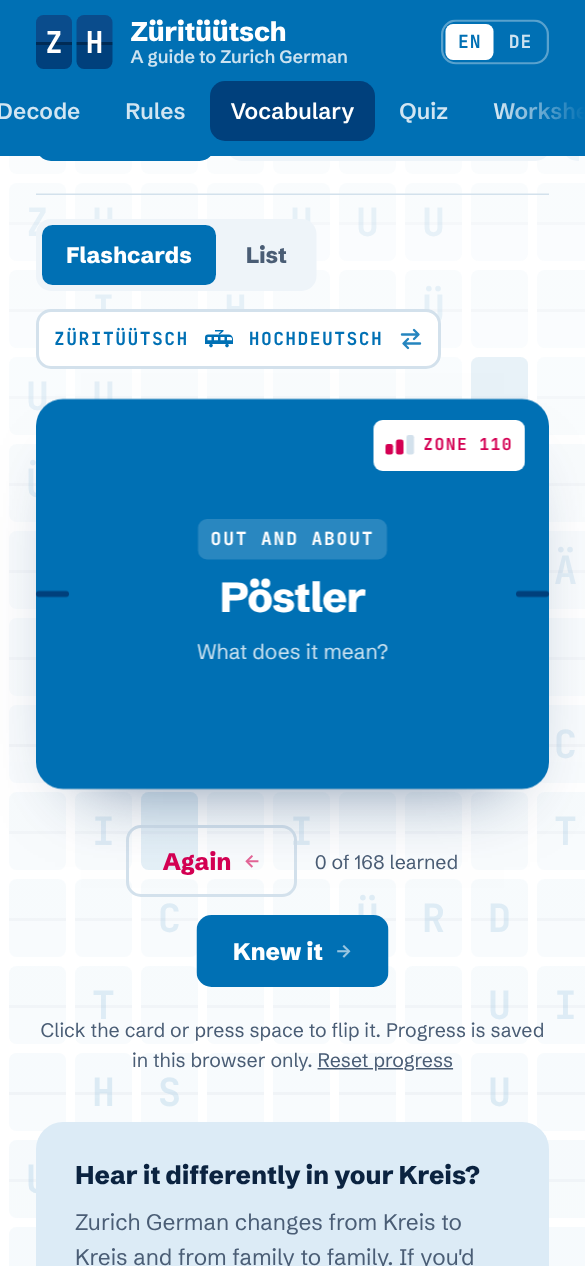 Z H
Züritüütsch
A guide to Zurich German
EN DE
Decode Rules Vocabulary Quiz Worksh
Flashcards List
ZÜRITÜÜTSCH HOCHDEUTSCH
ZONE 110
OUT AND ABOUT
Pöstler
What does it mean?
Again ←
0 of 168 learned
Knew it →
Click the card or press space to flip it. Progress is saved
in this browser only. Reset progress
Hear it differently in your Kreis?
Zurich German changes from Kreis to
Kreis and from family to family. If you'd